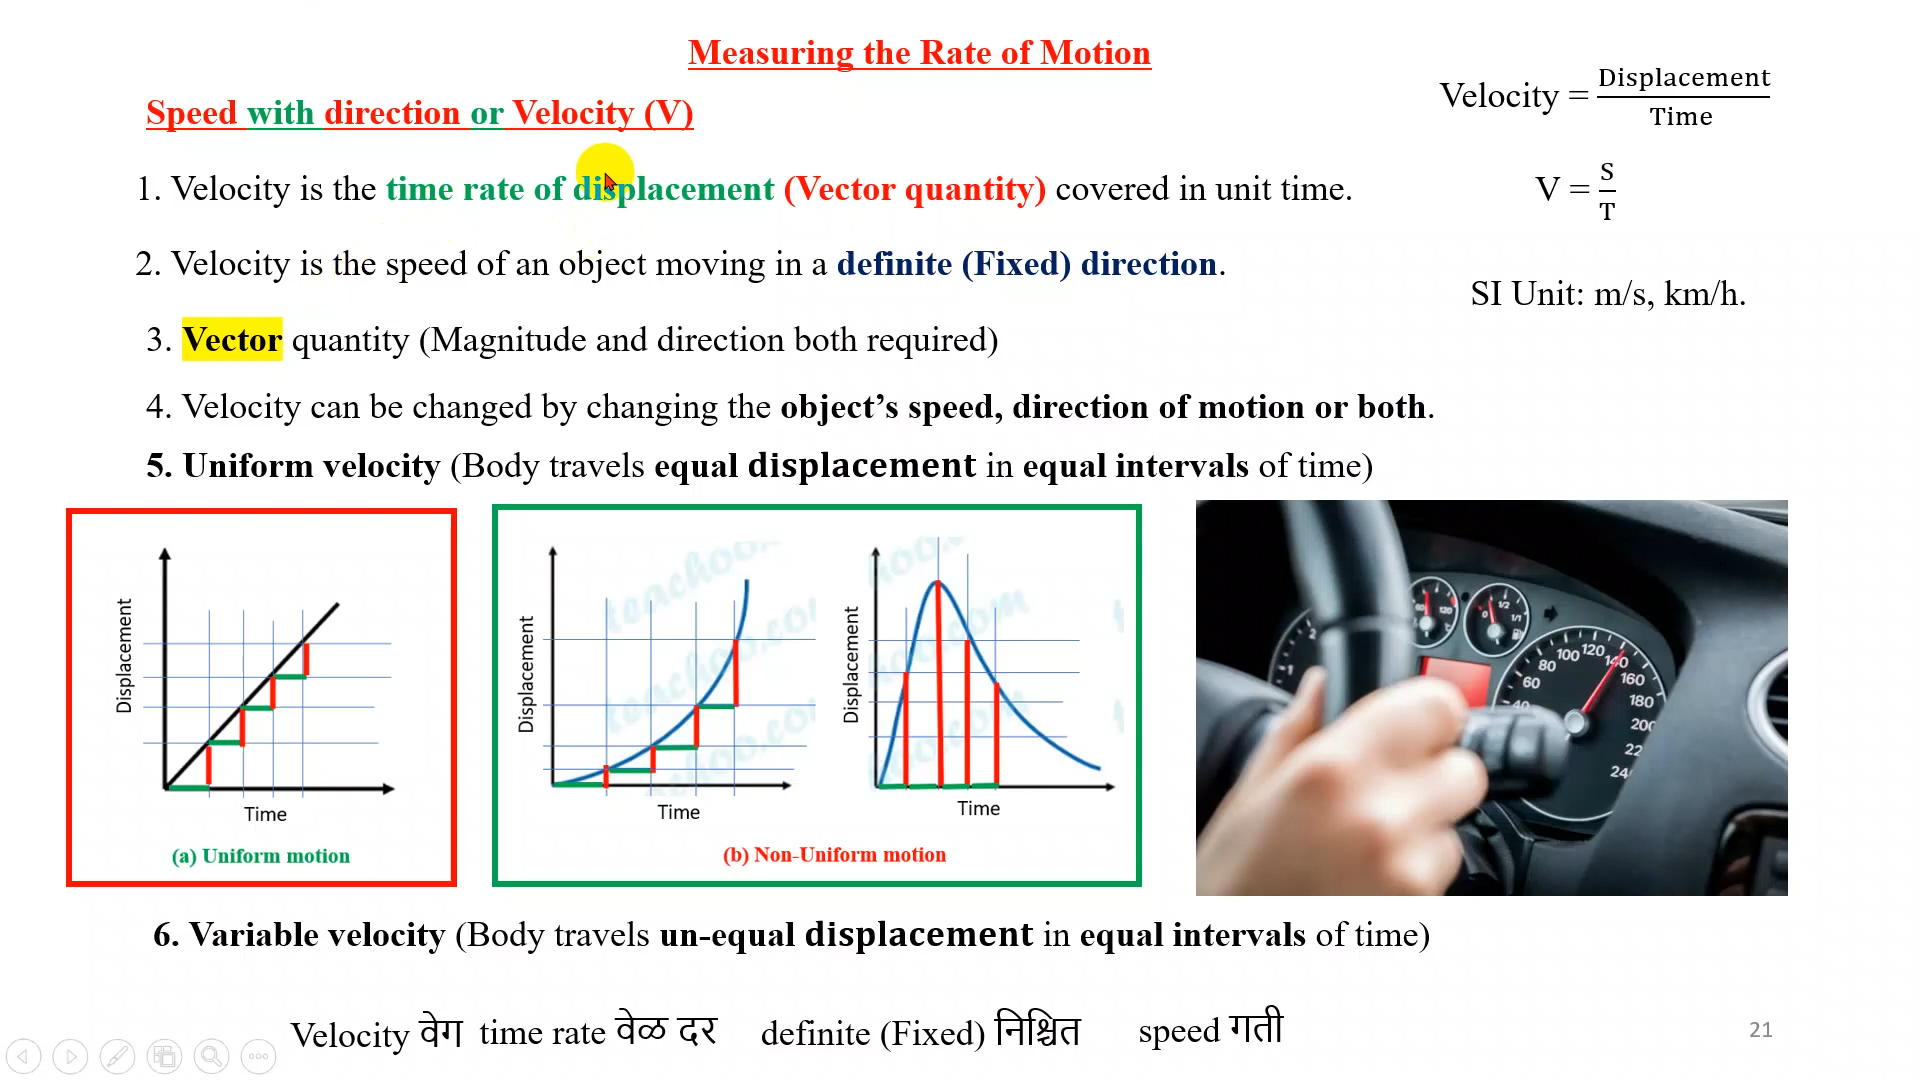 Measuring the Rate of Motion
Speed with direction or Velocity (V)
Velocity = Displacement / Time
1. Velocity is the time rate of displacement (Vector quantity) covered in unit time.
V = S / T
2. Velocity is the speed of an object moving in a definite (Fixed) direction.
SI Unit: m/s, km/h.
3. Vector quantity (Magnitude and direction both required)
4. Velocity can be changed by changing the object’s speed, direction of motion or both.
5. Uniform velocity (Body travels equal displacement in equal intervals of time)
Displacement
Time
(a) Uniform motion
Displacement
Time
Displacement
Time
(b) Non-Uniform motion
teachoo.com
40
60
80
100
120
140
160
180
200
6. Variable velocity (Body travels un-equal displacement in equal intervals of time)
Velocity वेग time rate वेळ दर definite (Fixed) निश्चित speed गती
21